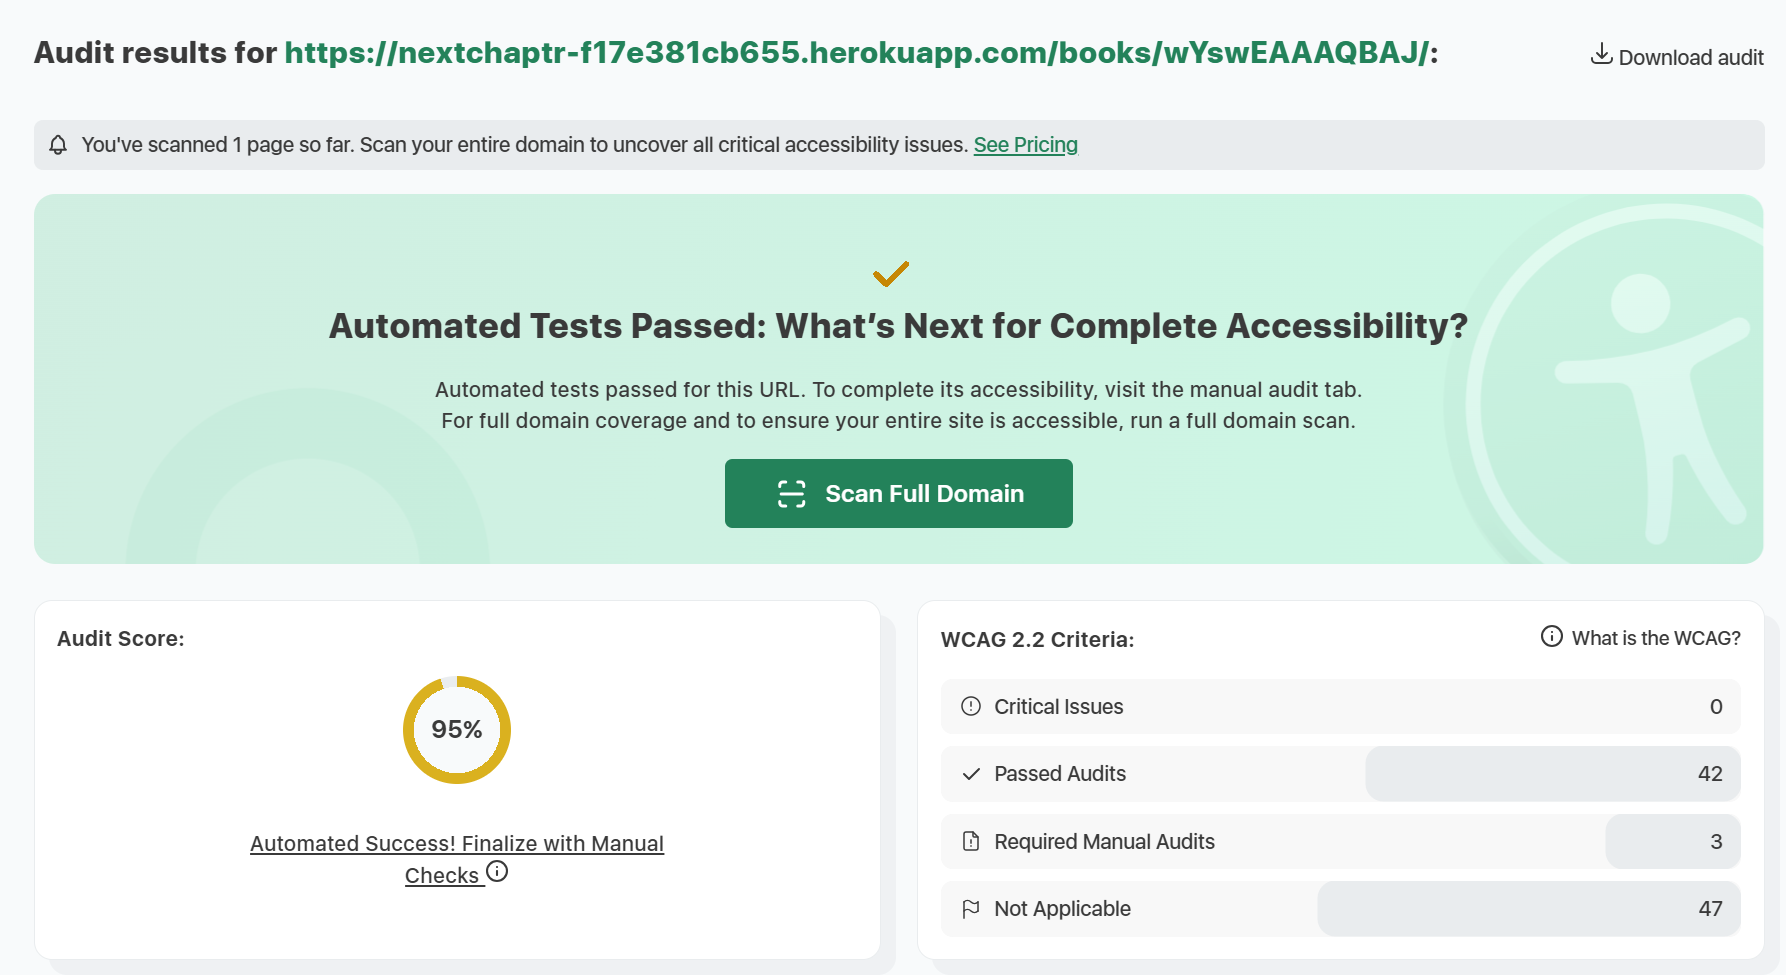 Audit results for https://nextchaptr-f17e381cb655.herokuapp.com/books/wYswEAAAQBAJ/:
Download audit
You've scanned 1 page so far. Scan your entire domain to uncover all critical accessibility issues. See Pricing
Automated Tests Passed: What’s Next for Complete Accessibility?
Automated tests passed for this URL. To complete its accessibility, visit the manual audit tab.
For full domain coverage and to ensure your entire site is accessible, run a full domain scan.
Scan Full Domain
Audit Score:
95%
Automated Success! Finalize with Manual
Checks
WCAG 2.2 Criteria:
What is the WCAG?
Critical Issues 0
Passed Audits 42
Required Manual Audits 3
Not Applicable 47